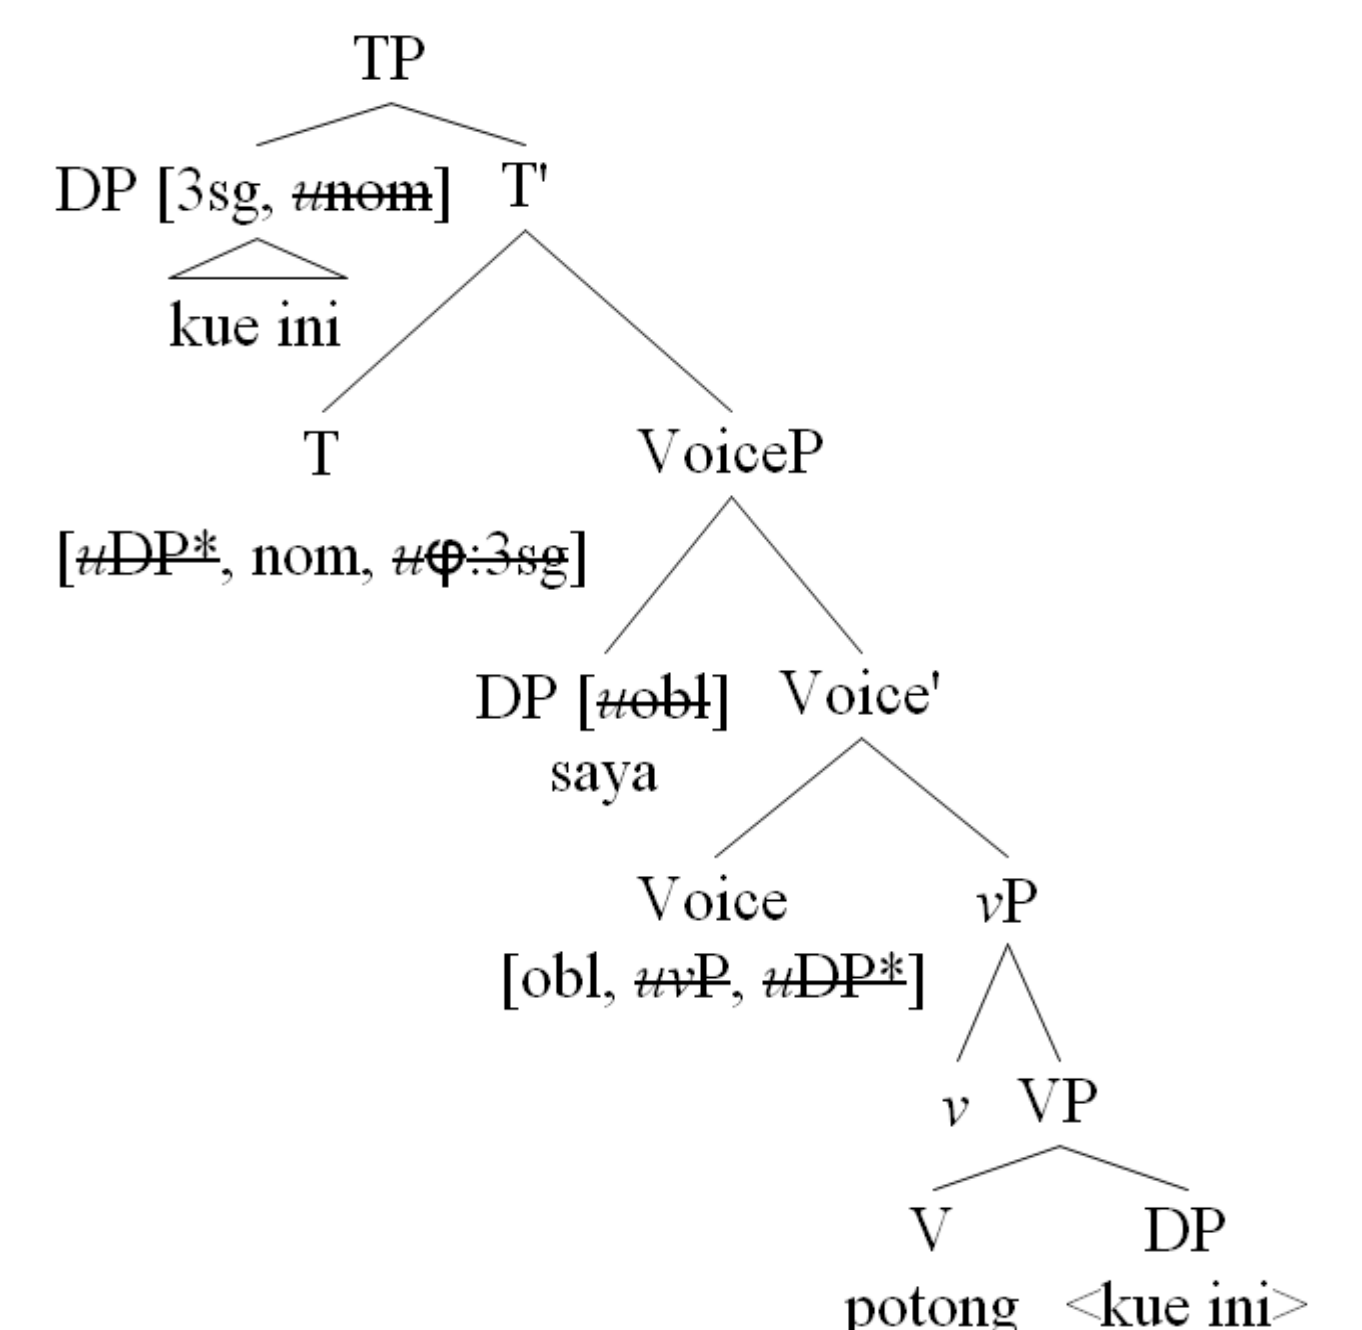 TP
DP [3sg, unom] T'
kue ini
T VoiceP
[uDP*, nom, uφ:3sg]
DP [uobl] Voice'
saya
Voice vP
[obl, uvP, uDP*]
v VP
V DP
potong <kue ini>